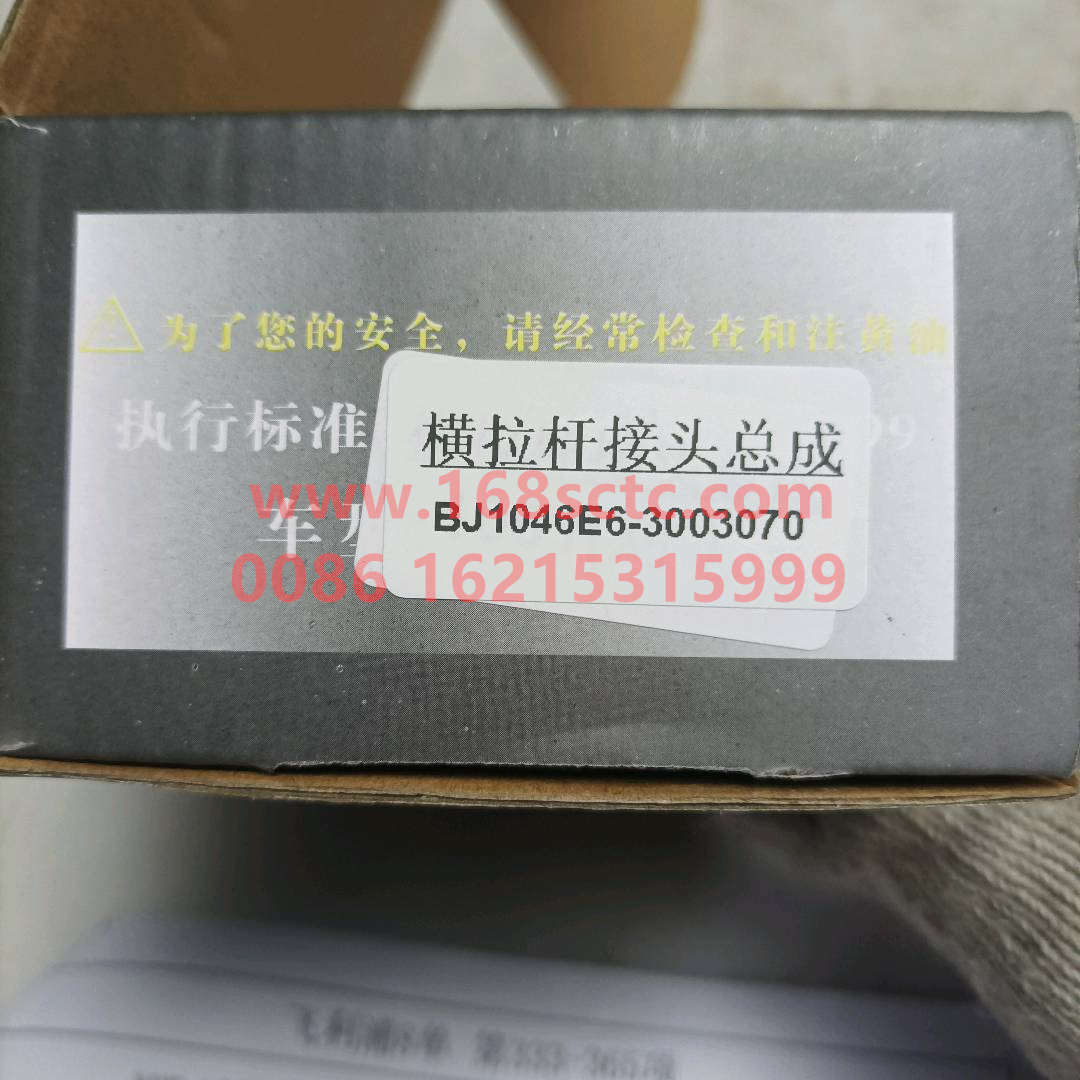 为了您的安全，请经常检查和注黄油
执行标准
横拉杆接头总成
www.168sctc.com
车
BJ1046E6-3003070
0086 16215315999